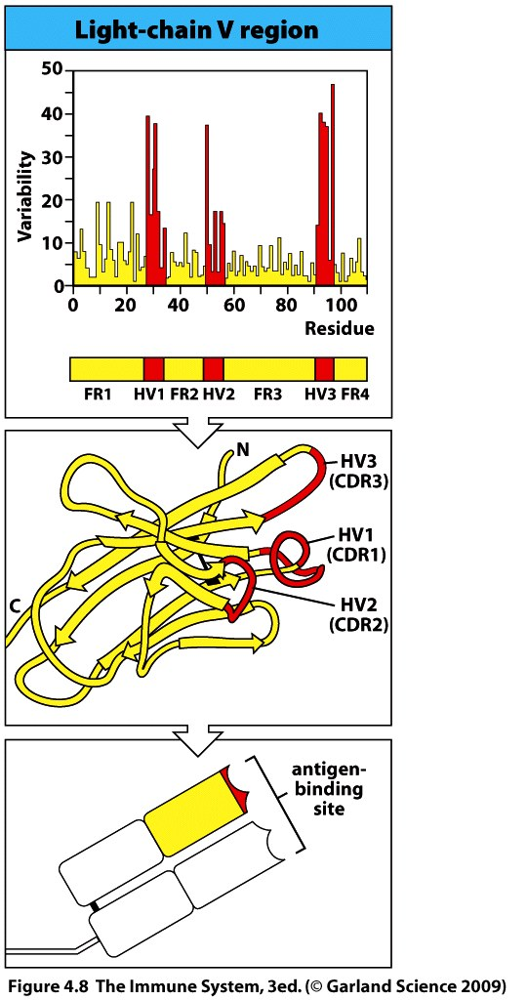 Light-chain V region
50
40
30
20
10
0
Variability
0 20 40 60 80 100
Residue
FR1 HV1 FR2 HV2 FR3 HV3 FR4
N
HV3
(CDR3)
HV1
(CDR1)
C
HV2
(CDR2)
antigen-
binding
site
Figure 4.8 The Immune System, 3ed. (© Garland Science 2009)